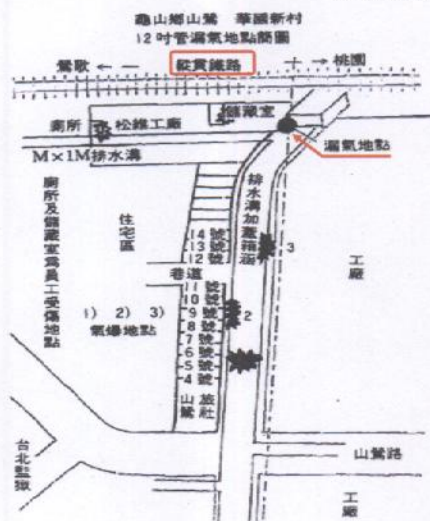 龜山鄉山鶯 華國新村
12吋管漏氣地點簡圖
鶯歌 ← —
縱貫鐵路
— → 桃園
儲藏室
廁所
松維工廠
M×1M排水溝
漏氣地點
排水溝加蓋箱涵
廁所及儲藏室為員工受傷地點
住宅區
14號
13號
12號
巷道
11號
10號
9號
8號
7號
6號
5號
4號
3
2
1) 2) 3)
氣爆地點
山鶯旅社
工廠
台北監獄
山鶯路
工廠